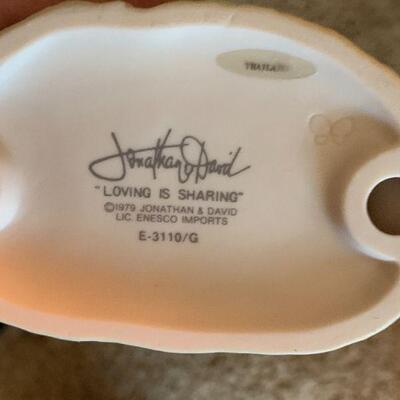 THAILAND
Jonathan & David
"LOVING IS SHARING"
©1979 JONATHAN & DAVID
LIC. ENESCO IMPORTS
E-3110/G